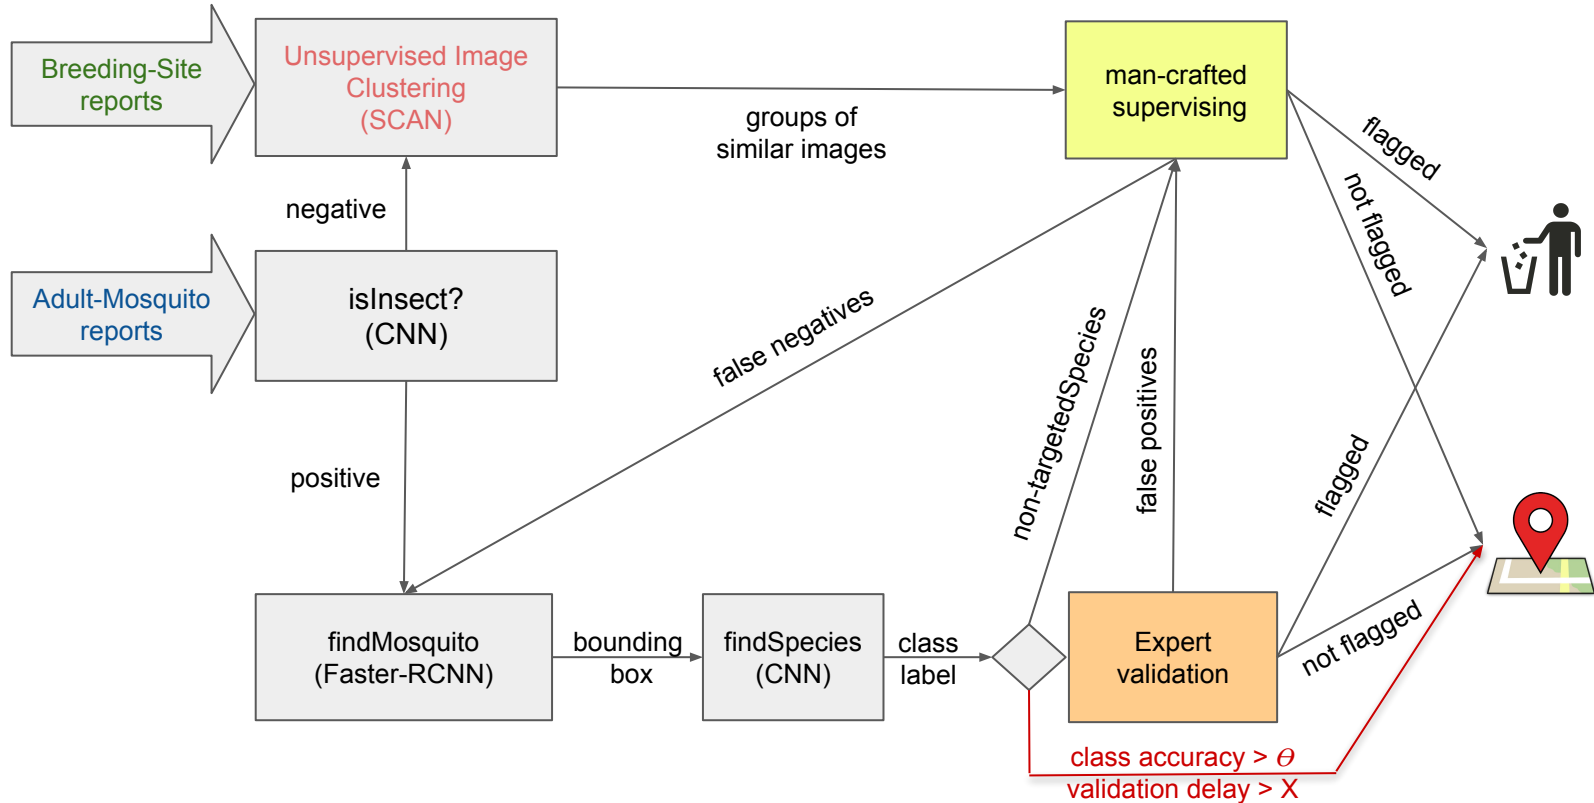 Breeding-Site
reports
Unsupervised Image
Clustering
(SCAN)
groups of
similar images
man-crafted
supervising
flagged
not flagged
negative
Adult-Mosquito
reports
isInsect?
(CNN)
false negatives
non-targetedSpecies
false positives
positive
flagged
not flagged
findMosquito
(Faster-RCNN)
bounding
box
findSpecies
(CNN)
class
label
Expert
validation
class accuracy > Θ
validation delay > X